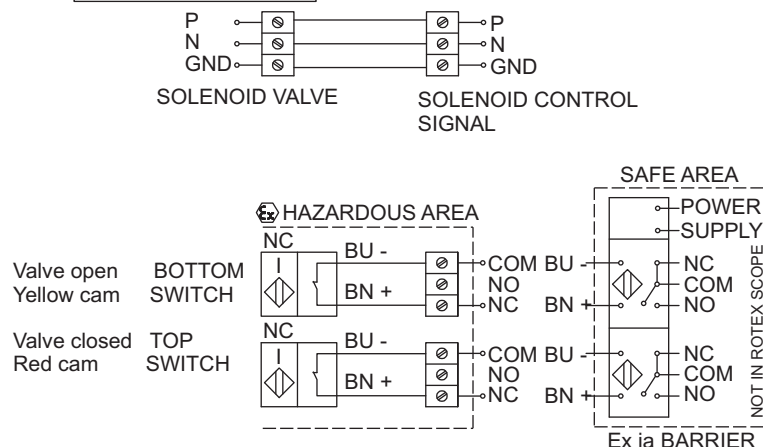 P
N
GND
P
N
GND
SOLENOID VALVE
SOLENOID CONTROL
SIGNAL
SAFE AREA
Ex HAZARDOUS AREA
POWER
SUPPLY
NOT IN ROTEX SCOPE
Valve open
Yellow cam
BOTTOM
SWITCH
NC
I
BU -
BN +
COM
NO
NC
BU -
BN +
NC
COM
NO
Valve closed
Red cam
TOP
SWITCH
NC
I
BU -
BN +
COM
NO
NC
BU -
BN +
NC
COM
NO
Ex ia BARRIER